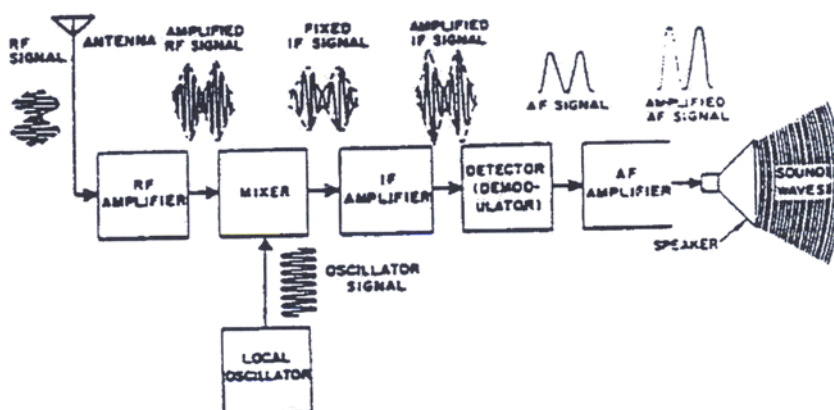 RF
SIGNAL
ANTENNA
AMPLIFIED
RF SIGNAL
FIXED
IF SIGNAL
AMPLIFIED
IF SIGNAL
AF SIGNAL
AMPLIFIED
AF SIGNAL
RF
AMPLIFIER
MIXER
IF
AMPLIFIER
DETECTOR
(DEMOD-
ULATOR)
AF
AMPLIFIER
SOUND
WAVES
SPEAKER
OSCILLATOR
SIGNAL
LOCAL
OSCILLATOR